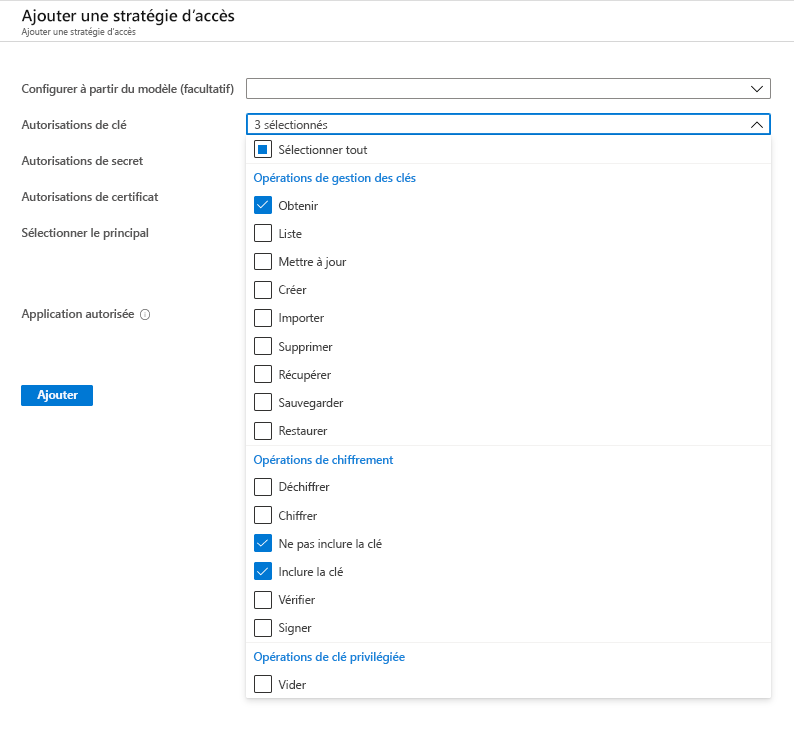 Ajouter une stratégie d'accès
Ajouter une stratégie d'accès
Configurer à partir du modèle (facultatif)
Autorisations de clé
3 sélectionnés
Sélectionner tout
Autorisations de secret
Opérations de gestion des clés
Autorisations de certificat
Obtenir
Sélectionner le principal
Liste
Mettre à jour
Créer
Application autorisée
Importer
Supprimer
Récupérer
Ajouter
Sauvegarder
Restaurer
Opérations de chiffrement
Déchiffrer
Chiffrer
Ne pas inclure la clé
Inclure la clé
Vérifier
Signer
Opérations de clé privilégiée
Vider